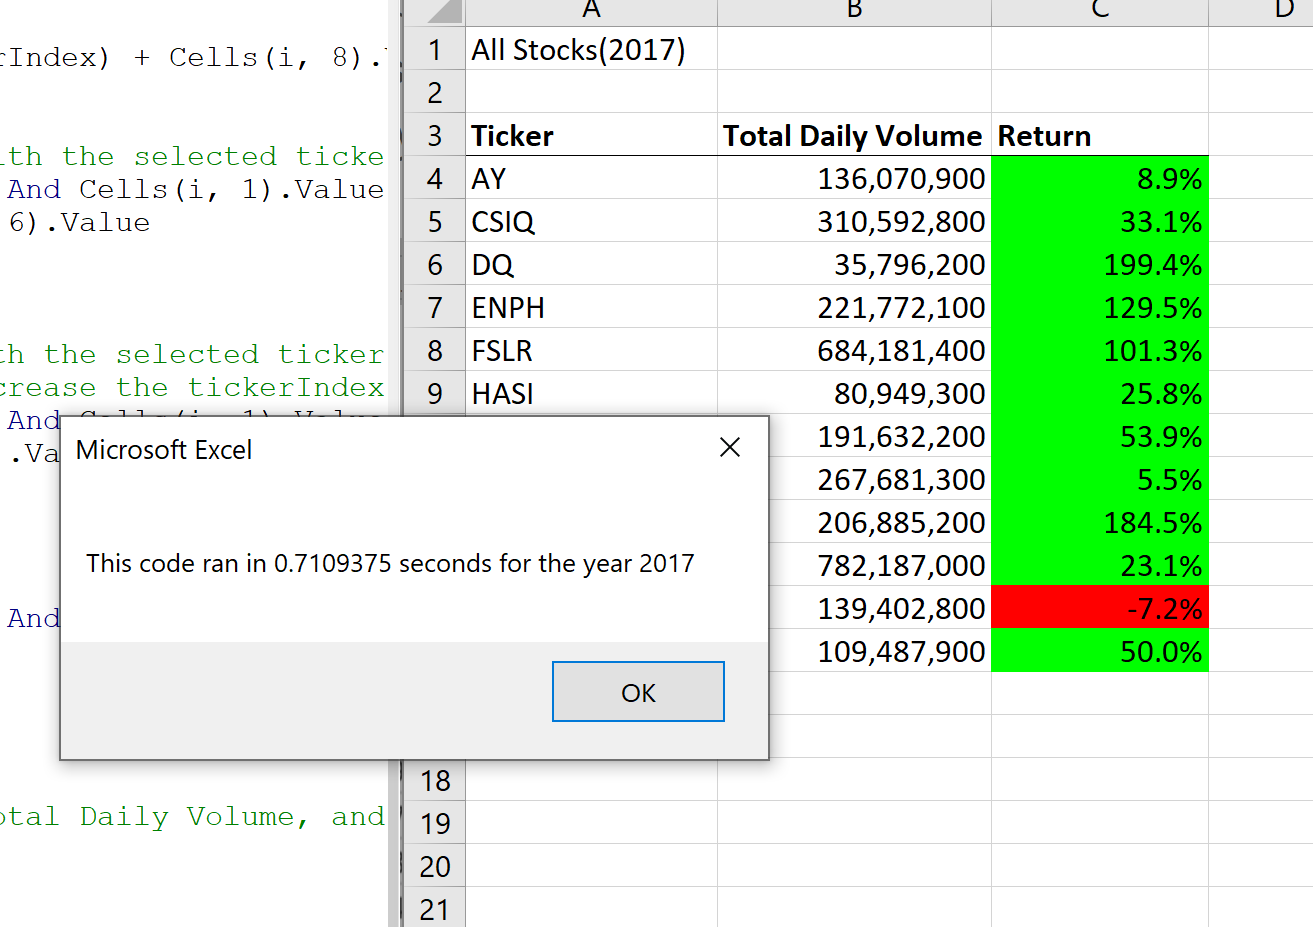 rIndex) + Cells(i, 8).
ith the selected ticke
And Cells(i, 1).Value
6).Value
th the selected ticker
crease the tickerIndex
And Cells(i, 1).Value
.Va
And
otal Daily Volume, and
A B C D
1 All Stocks(2017)
2
3 Ticker Total Daily Volume Return
4 AY 136,070,900 8.9%
5 CSIQ 310,592,800 33.1%
6 DQ 35,796,200 199.4%
7 ENPH 221,772,100 129.5%
8 FSLR 684,181,400 101.3%
9 HASI 80,949,300 25.8%
191,632,200 53.9%
267,681,300 5.5%
206,885,200 184.5%
782,187,000 23.1%
139,402,800 -7.2%
109,487,900 50.0%
18
19
20
21
Microsoft Excel
This code ran in 0.7109375 seconds for the year 2017
OK